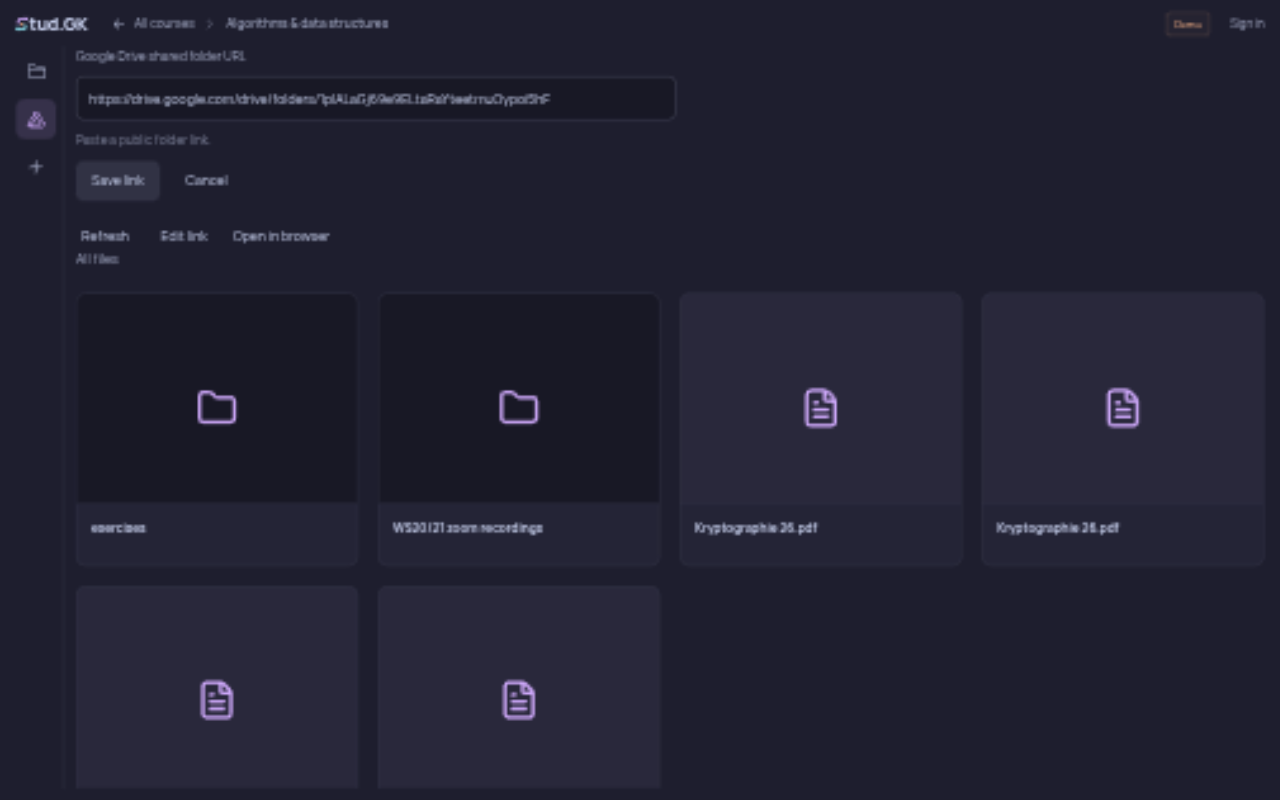 Stud.GK
← All courses > Algorithms & data structures
Demo
Sign in
Google Drive shared folder URL
Paste a public folder link.
Save link
Cancel
Refresh
Edit link
Open in browser
All files
exercises
WS20/21 zoom recordings
Kryptographie 26.pdf
Kryptographie 26.pdf